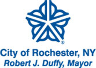 City of Rochester, NY
Robert J. Duffy, Mayor